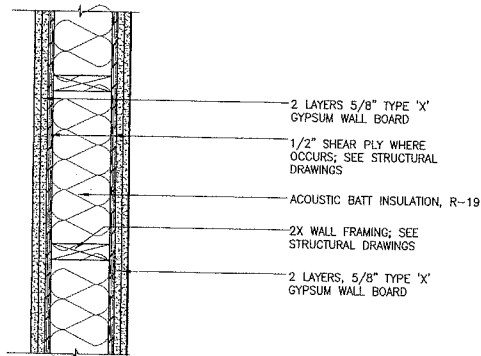 2 LAYERS 5/8" TYPE 'X'
GYPSUM WALL BOARD
1/2" SHEAR PLY WHERE
OCCURS; SEE STRUCTURAL
DRAWINGS
ACOUSTIC BATT INSULATION, R-19
2X WALL FRAMING; SEE
STRUCTURAL DRAWINGS
2 LAYERS, 5/8" TYPE 'X'
GYPSUM WALL BOARD